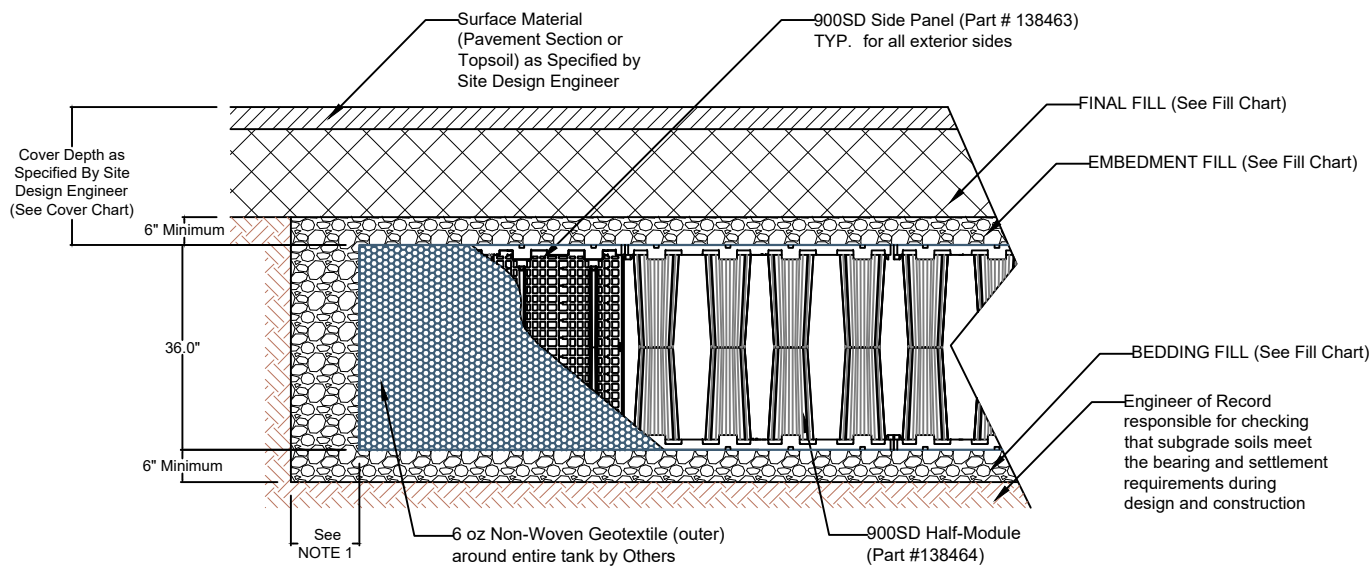 Surface Material
(Pavement Section or
Topsoil) as Specified by
Site Design Engineer
900SD Side Panel (Part # 138463)
TYP. for all exterior sides
FINAL FILL (See Fill Chart)
EMBEDMENT FILL (See Fill Chart)
Cover Depth as
Specified By Site
Design Engineer
(See Cover Chart)
6" Minimum
36.0"
6" Minimum
BEDDING FILL (See Fill Chart)
Engineer of Record
responsible for checking
that subgrade soils meet
the bearing and settlement
requirements during
design and construction
See
NOTE 1
6 oz Non-Woven Geotextile (outer)
around entire tank by Others
900SD Half-Module
(Part #138464)